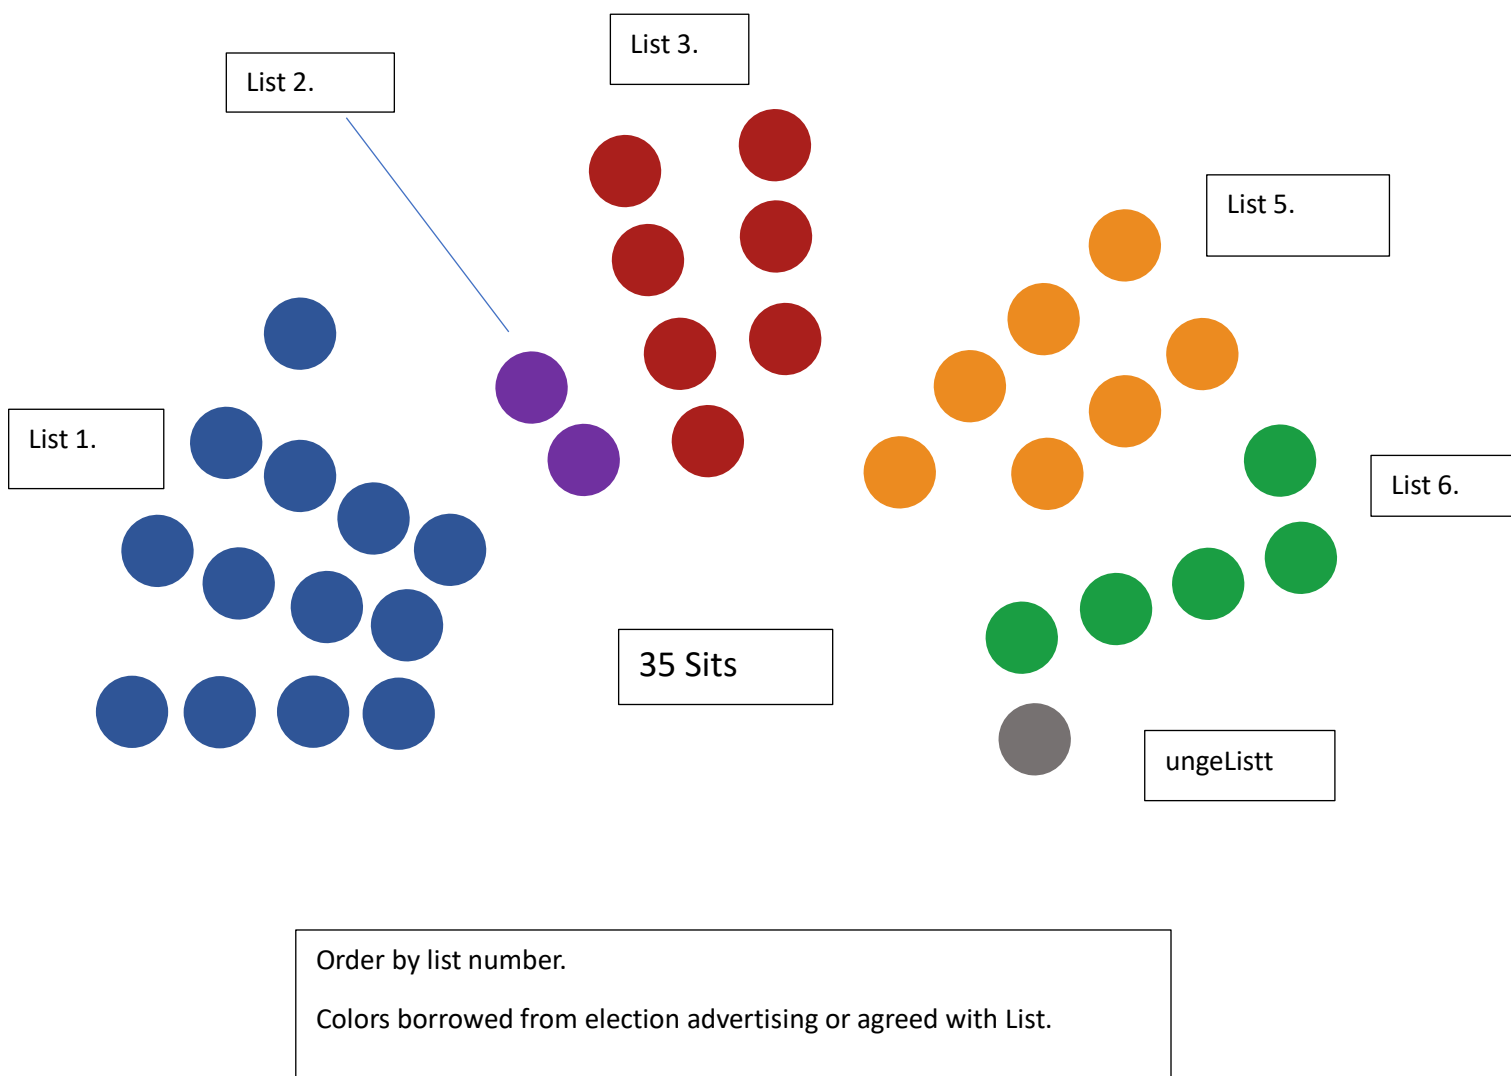 List 3.
List 2.
List 5.
List 1.
List 6.
35 Sits
ungeListt
Order by list number.
Colors borrowed from election advertising or agreed with List.